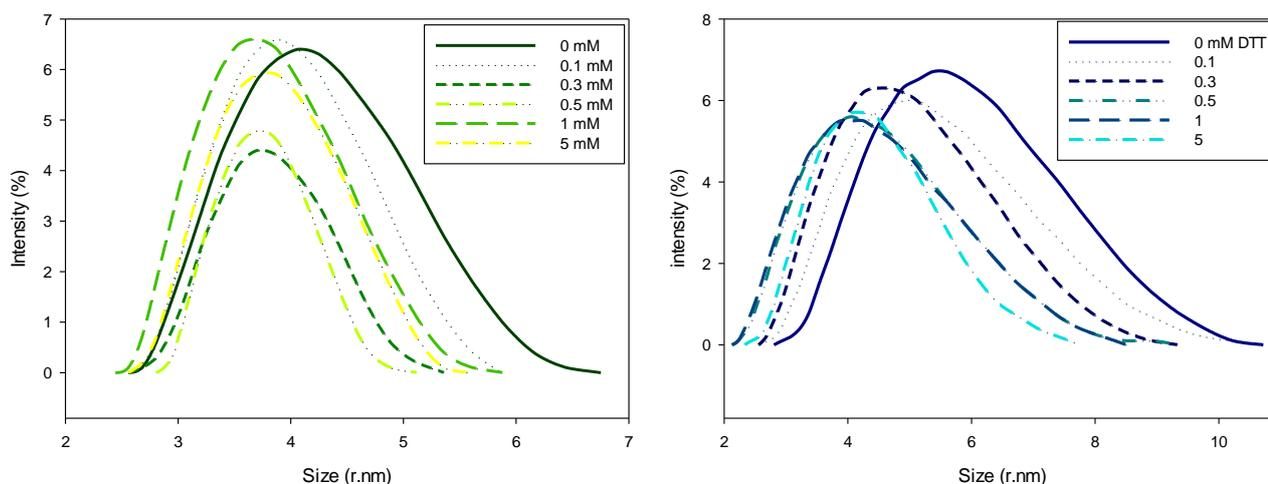 7
6
5
4
3
2
1
0
Intensity (%)
2 3 4 5 6 7
Size (r.nm)
0 mM
0.1 mM
0.3 mM
0.5 mM
1 mM
5 mM
8
6
4
2
0
intensity (%)
2 4 6 8 10
Size (r.nm)
0 mM DTT
0.1
0.3
0.5
1
5